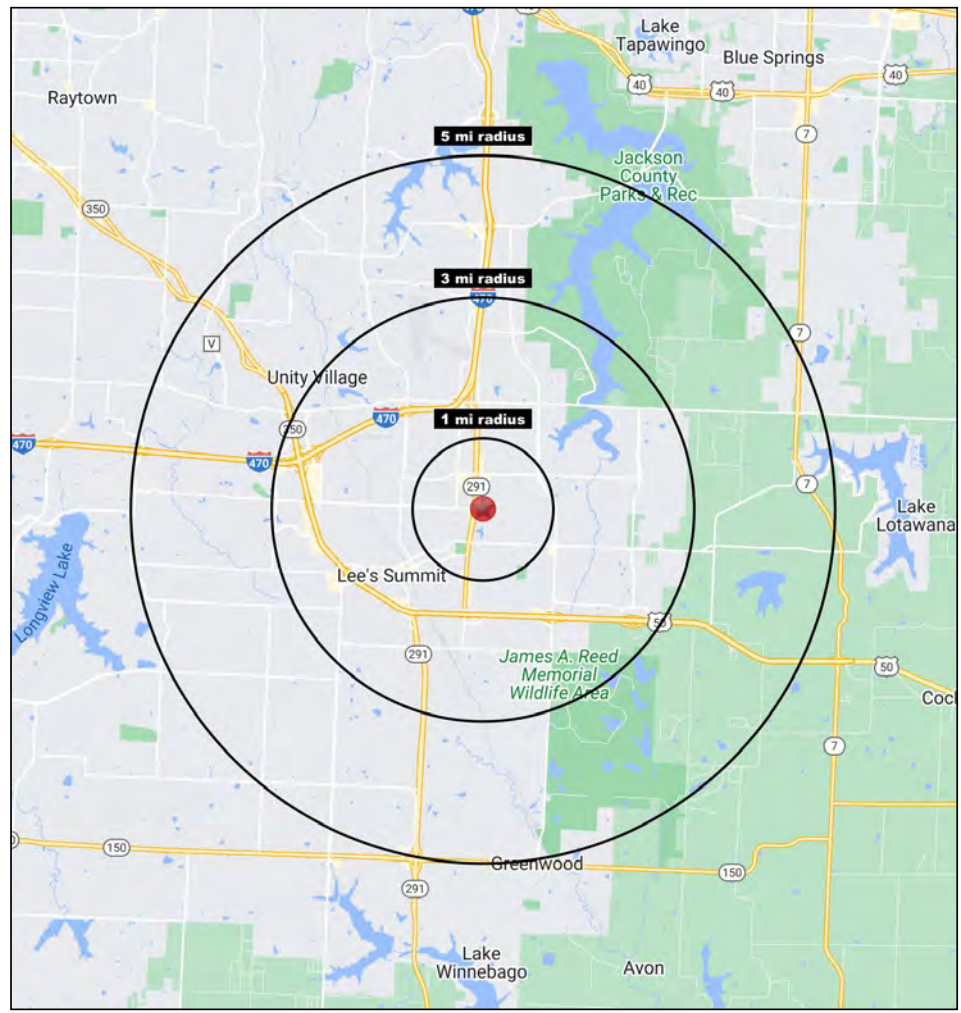 Lake
Tapawingo
Blue Springs
40
40
40
Raytown
7
5 mi radius
Jackson
County
Parks & Rec
350
3 mi radius
470
7
V
Unity Village
1 mi radius
470
350
470
470
291
7
Lake
Lotawana
Longview Lake
Lee's Summit
50
291
James A. Reed
Memorial
Wildlife Area
50
Cocl
7
150
Greenwood
150
291
Lake
Winnebago
Avon